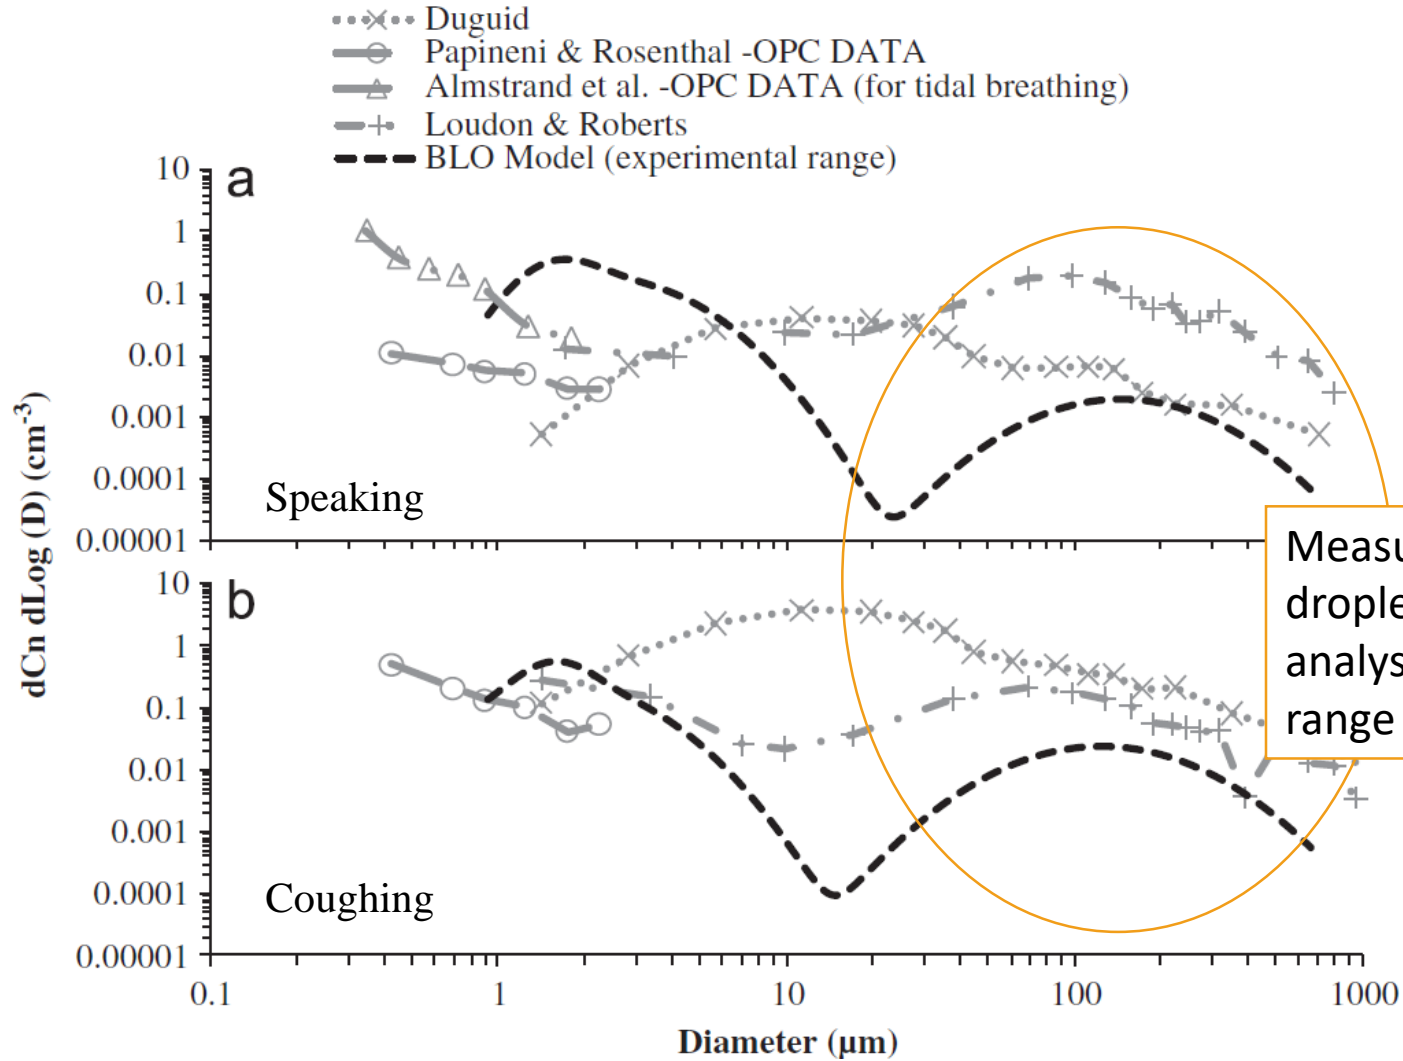 Duguid
Papineni & Rosenthal -OPC DATA
Almstrand et al. -OPC DATA (for tidal breathing)
Loudon & Roberts
BLO Model (experimental range)
dCn dLog (D) (cm-3)
a
10
1
0.1
0.01
0.001
0.0001
0.00001
Speaking
b
10
1
0.1
0.01
0.001
0.0001
0.00001
Coughing
range
0.1
1
10
100
1000
Diameter (µm)